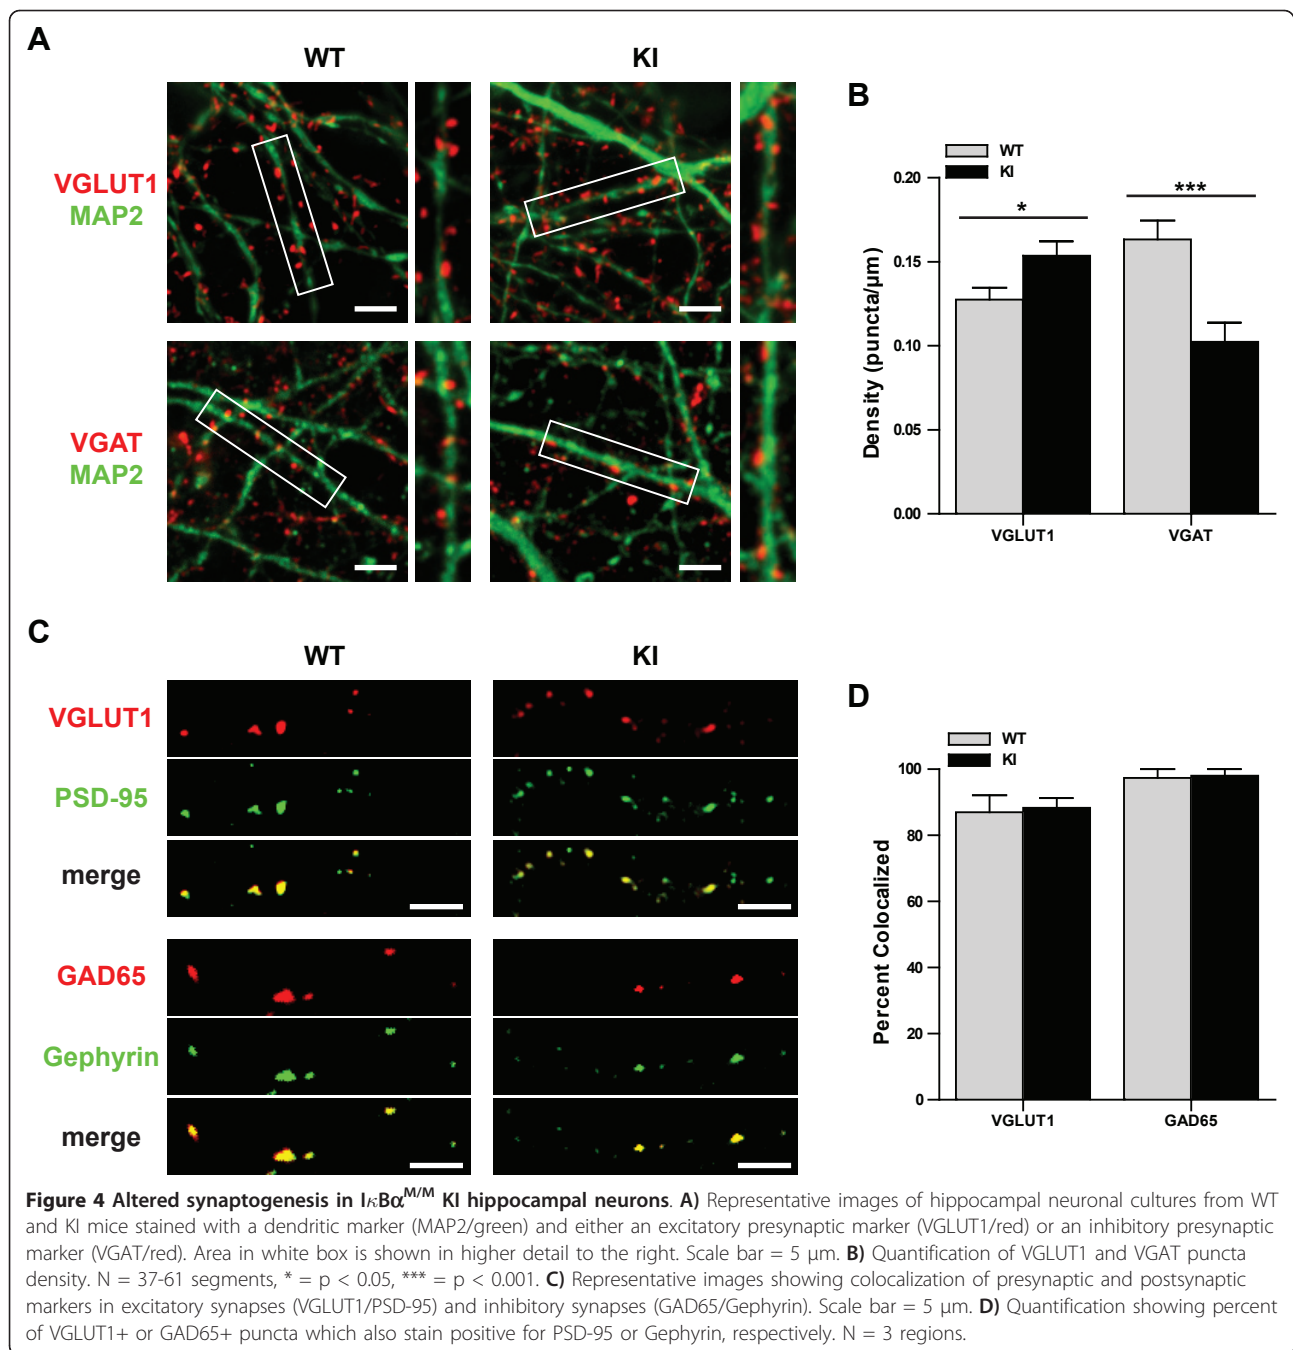 A
WT
KI
VGLUT1
MAP2
VGAT
MAP2
B
WT
KI
0.20
0.15
0.10
0.05
0.00
Density (puncta/µm)
*
***
VGLUT1
VGAT
C
WT
KI
VGLUT1
PSD-95
merge
GAD65
Gephyrin
merge
D
WT
KI
100
80
60
40
20
0
Percent Colocalized
VGLUT1
GAD65
Figure 4 Altered synaptogenesis in IκBα^M/M KI hippocampal neurons. A) Representative images of hippocampal neuronal cultures from WT
and KI mice stained with a dendritic marker (MAP2/green) and either an excitatory presynaptic marker (VGLUT1/red) or an inhibitory presynaptic
marker (VGAT/red). Area in white box is shown in higher detail to the right. Scale bar = 5 µm. B) Quantification of VGLUT1 and VGAT puncta
density. N = 37-61 segments, * = p < 0.05, *** = p < 0.001. C) Representative images showing colocalization of presynaptic and postsynaptic
markers in excitatory synapses (VGLUT1/PSD-95) and inhibitory synapses (GAD65/Gephyrin). Scale bar = 5 µm. D) Quantification showing percent
of VGLUT1+ or GAD65+ puncta which also stain positive for PSD-95 or Gephyrin, respectively. N = 3 regions.